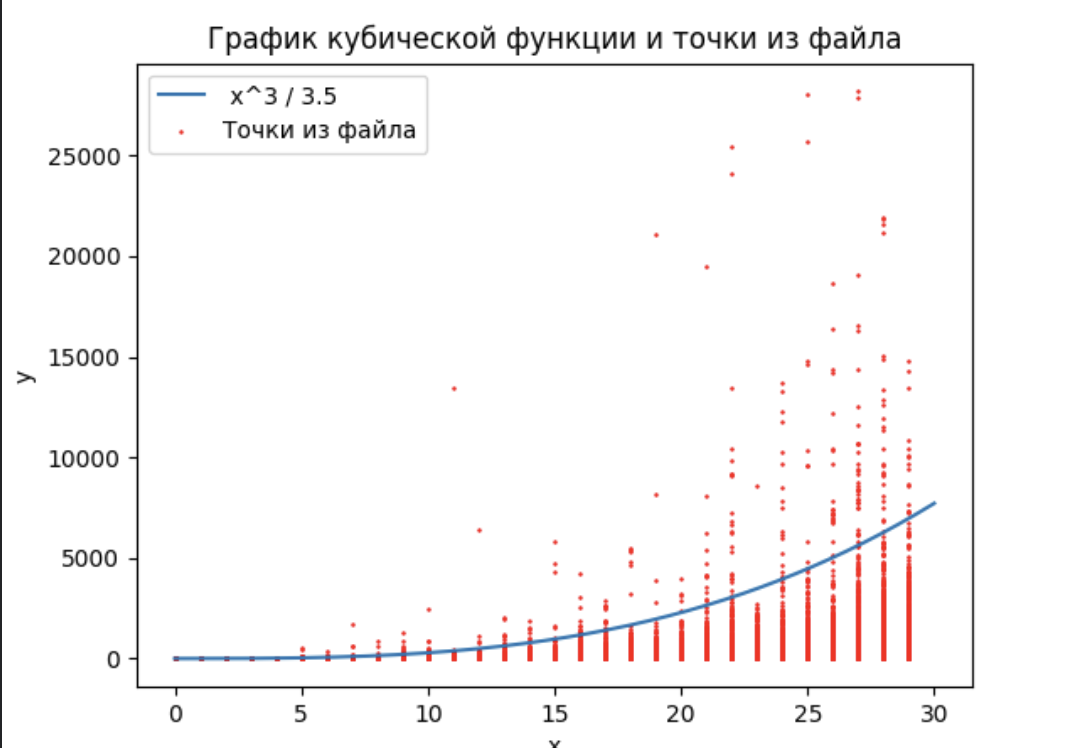 График кубической функции и точки из файла
x^3 / 3.5
Точки из файла
25000
20000
15000
10000
5000
0
y
0 5 10 15 20 25 30
x